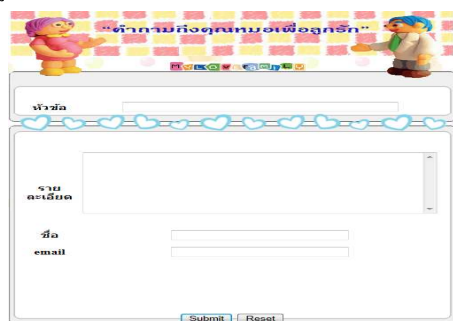 "คำถามถึงคุณหมอเพื่อลูกรัก"
หัวข้อ
ราย
ละเอียด
ชื่อ
email
Submit Reset